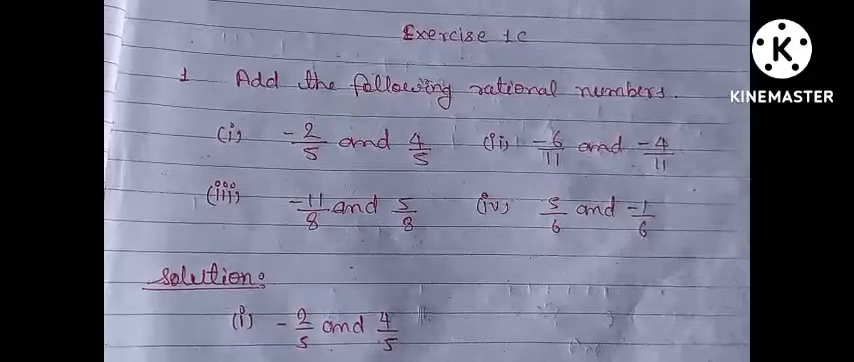 Exercise 1c
1 Add the following rational numbers.
(i) -2/5 and 4/5 (ii) -6/11 and -4/11
(iii) -11/8 and 5/8 (iv) 5/6 and -1/6
Solution:
(i) -2/5 and 4/5
K
KINEMASTER